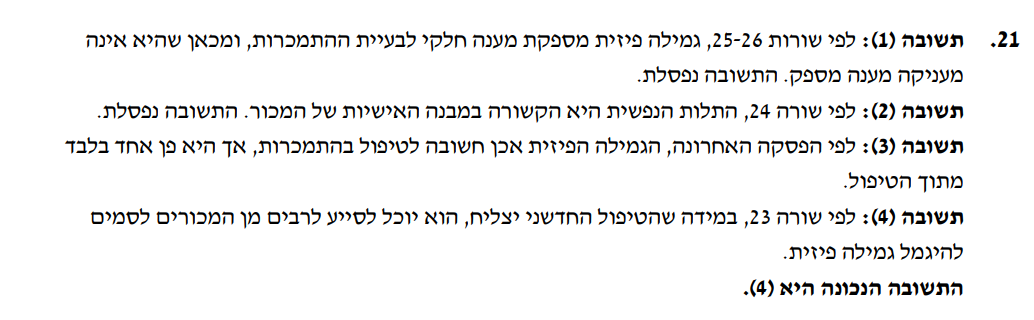 21. תשובה (1): לפי שורות 25-26, גמילה פיזית מספקת מענה חלקי לבעיית ההתמכרות, ומכאן שהיא אינה
מעניקה מענה מספק. התשובה נפסלת.
תשובה (2): לפי שורה 24, התלות הנפשית היא הקשורה במבנה האישיות של המכור. התשובה נפסלת.
תשובה (3): לפי הפסקה האחרונה, הגמילה הפיזית אכן חשובה לטיפול בהתמכרות, אך היא פן אחד בלבד
מתוך הטיפול.
תשובה (4): לפי שורה 23, במידה שהטיפול החדשני יצליח, הוא יוכל לסייע לרבים מן המכורים לסמים
להיגמל גמילה פיזית.
התשובה הנכונה היא (4).